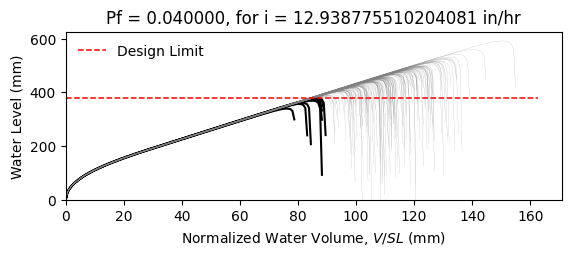 Pf = 0.040000, for i = 12.938775510204081 in/hr
Design Limit
Water Level (mm)
600
400
200
0
0 20 40 60 80 100 120 140 160
Normalized Water Volume, V/SL (mm)